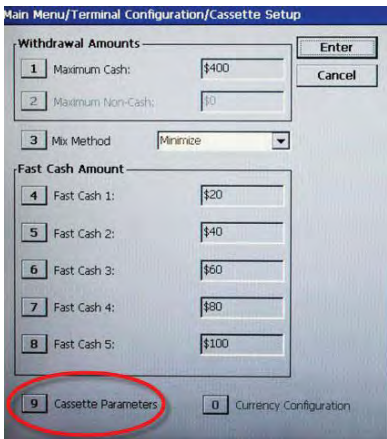 Main Menu/Terminal Configuration/Cassette Setup
Withdrawal Amounts
Enter
1 Maximum Cash: $400
Cancel
2 Maximum Non-Cash: $0
3 Mix Method Minimize
Fast Cash Amount
4 Fast Cash 1: $20
5 Fast Cash 2: $40
6 Fast Cash 3: $60
7 Fast Cash 4: $80
8 Fast Cash 5: $100
9 Cassette Parameters 0 Currency Configuration